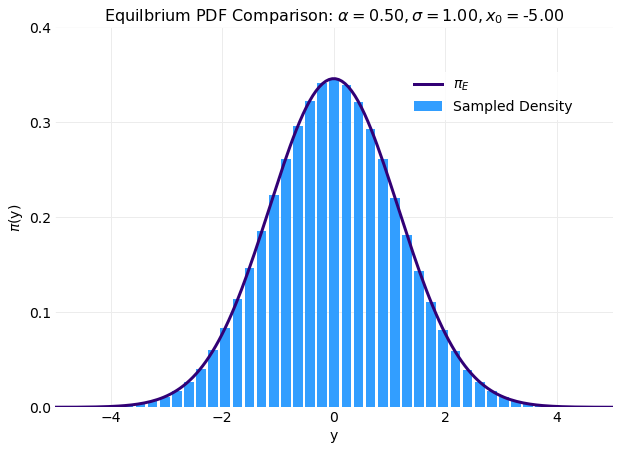 Equilbrium PDF Comparison: α = 0.50, σ = 1.00, x₀ = -5.00
0.4
π_E
Sampled Density
0.3
0.2
π(y)
0.1
0.0
−4 −2 0 2 4
y